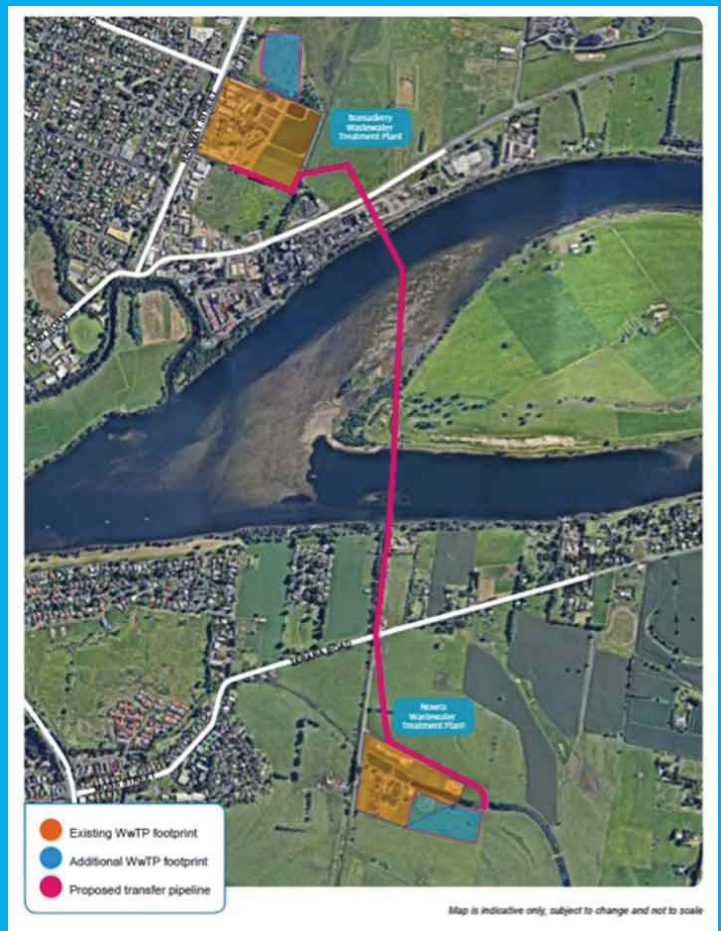 Bomaderry
Wastewater
Treatment Plant
Nowra
Wastewater
Treatment Plant
Existing WwTP footprint
Additional WwTP footprint
Proposed transfer pipeline
Map is indicative only, subject to change and not to scale